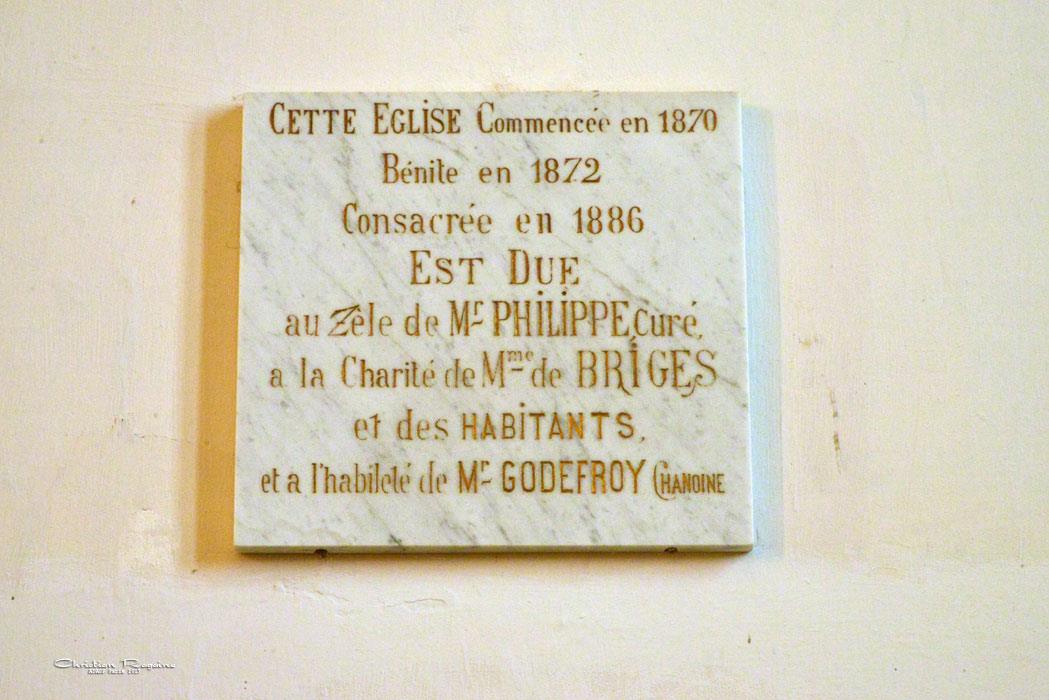 CETTE EGLISE Commencée en 1870
Bénite en 1872
Consacrée en 1886
EST DUE
au Zèle de Mr PHILIPPE, Curé,
a la Charité de Mme de BRIGES
et des HABITANTS,
et a l'habileté de Mr GODEFROY CHANOINE
Christian Ragaine